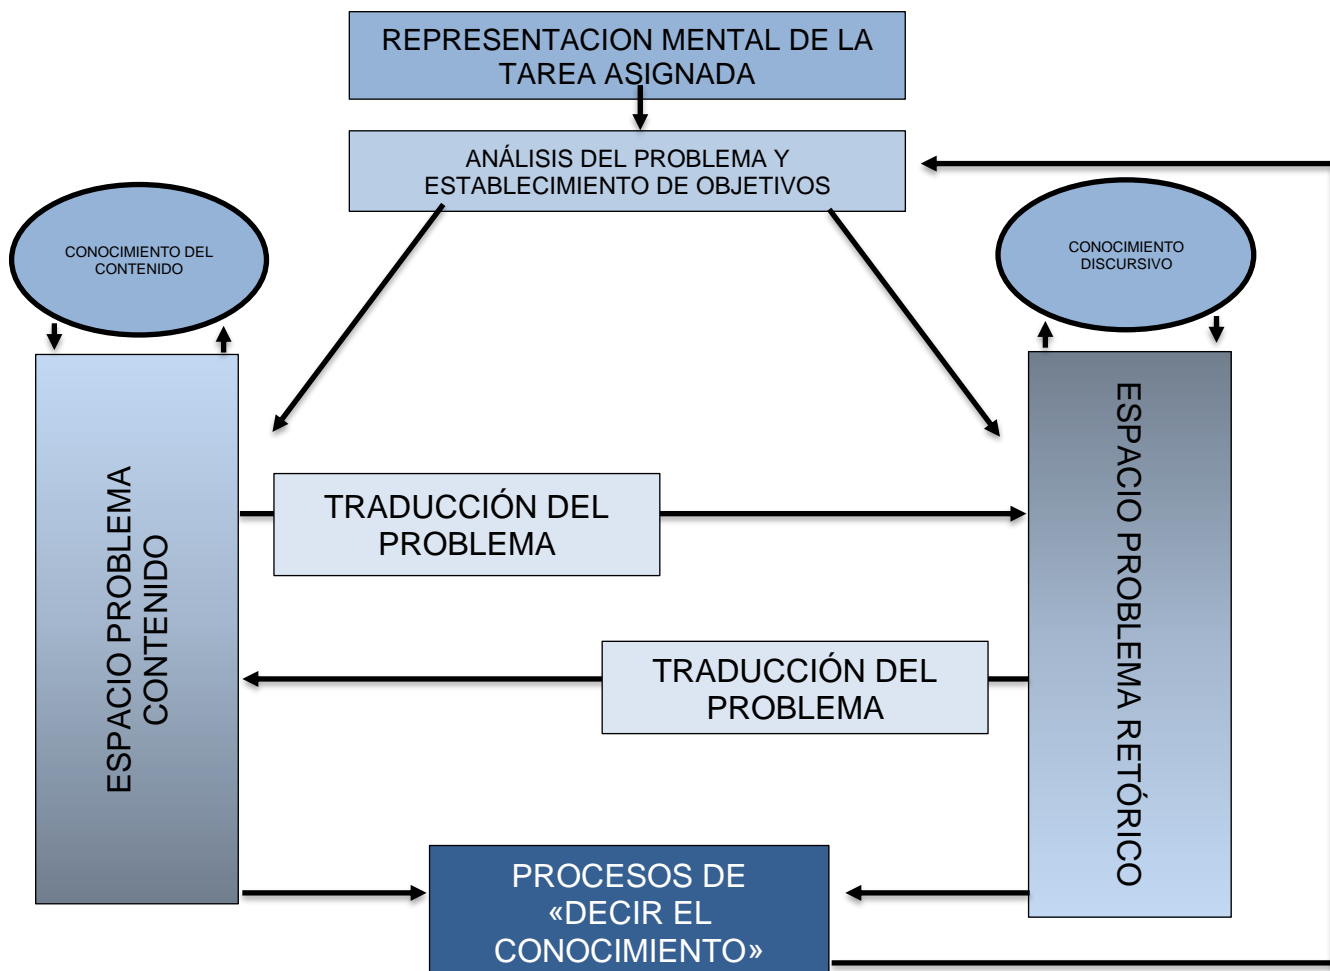 REPRESENTACION MENTAL DE LA
TAREA ASIGNADA
ANÁLISIS DEL PROBLEMA Y
ESTABLECIMIENTO DE OBJETIVOS
CONOCIMIENTO DEL
CONTENIDO
CONOCIMIENTO
DISCURSIVO
ESPACIO PROBLEMA
CONTENIDO
TRADUCCIÓN DEL
PROBLEMA
TRADUCCIÓN DEL
PROBLEMA
ESPACIO PROBLEMA RETÓRICO
PROCESOS DE
«DECIR EL
CONOCIMIENTO»